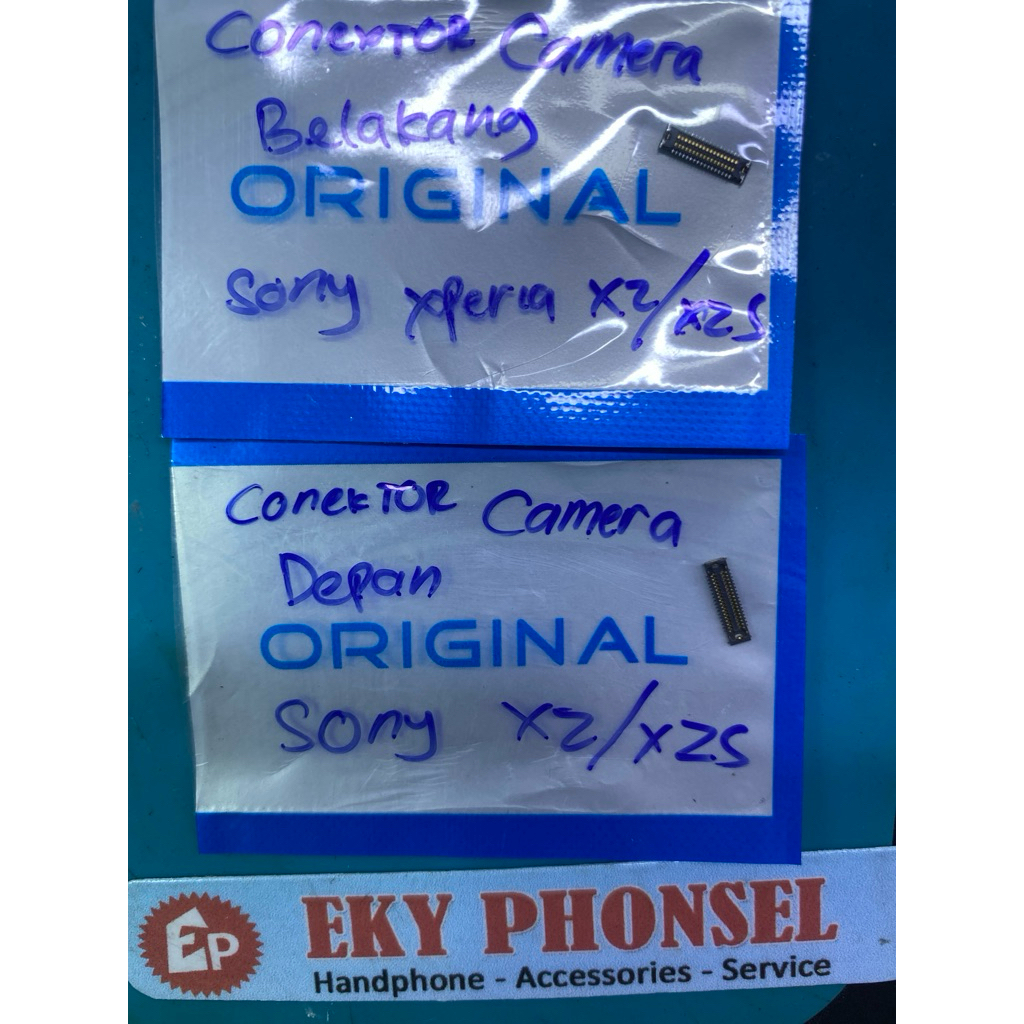 ConekTOR Camera
Belakang
ORIGINAL
Sony Xperia XZ/XZS
ConekTOR Camera
Depan
ORIGINAL
Sony XZ/XZS
EP
EKY PHONSEL
Handphone - Accessories - Service